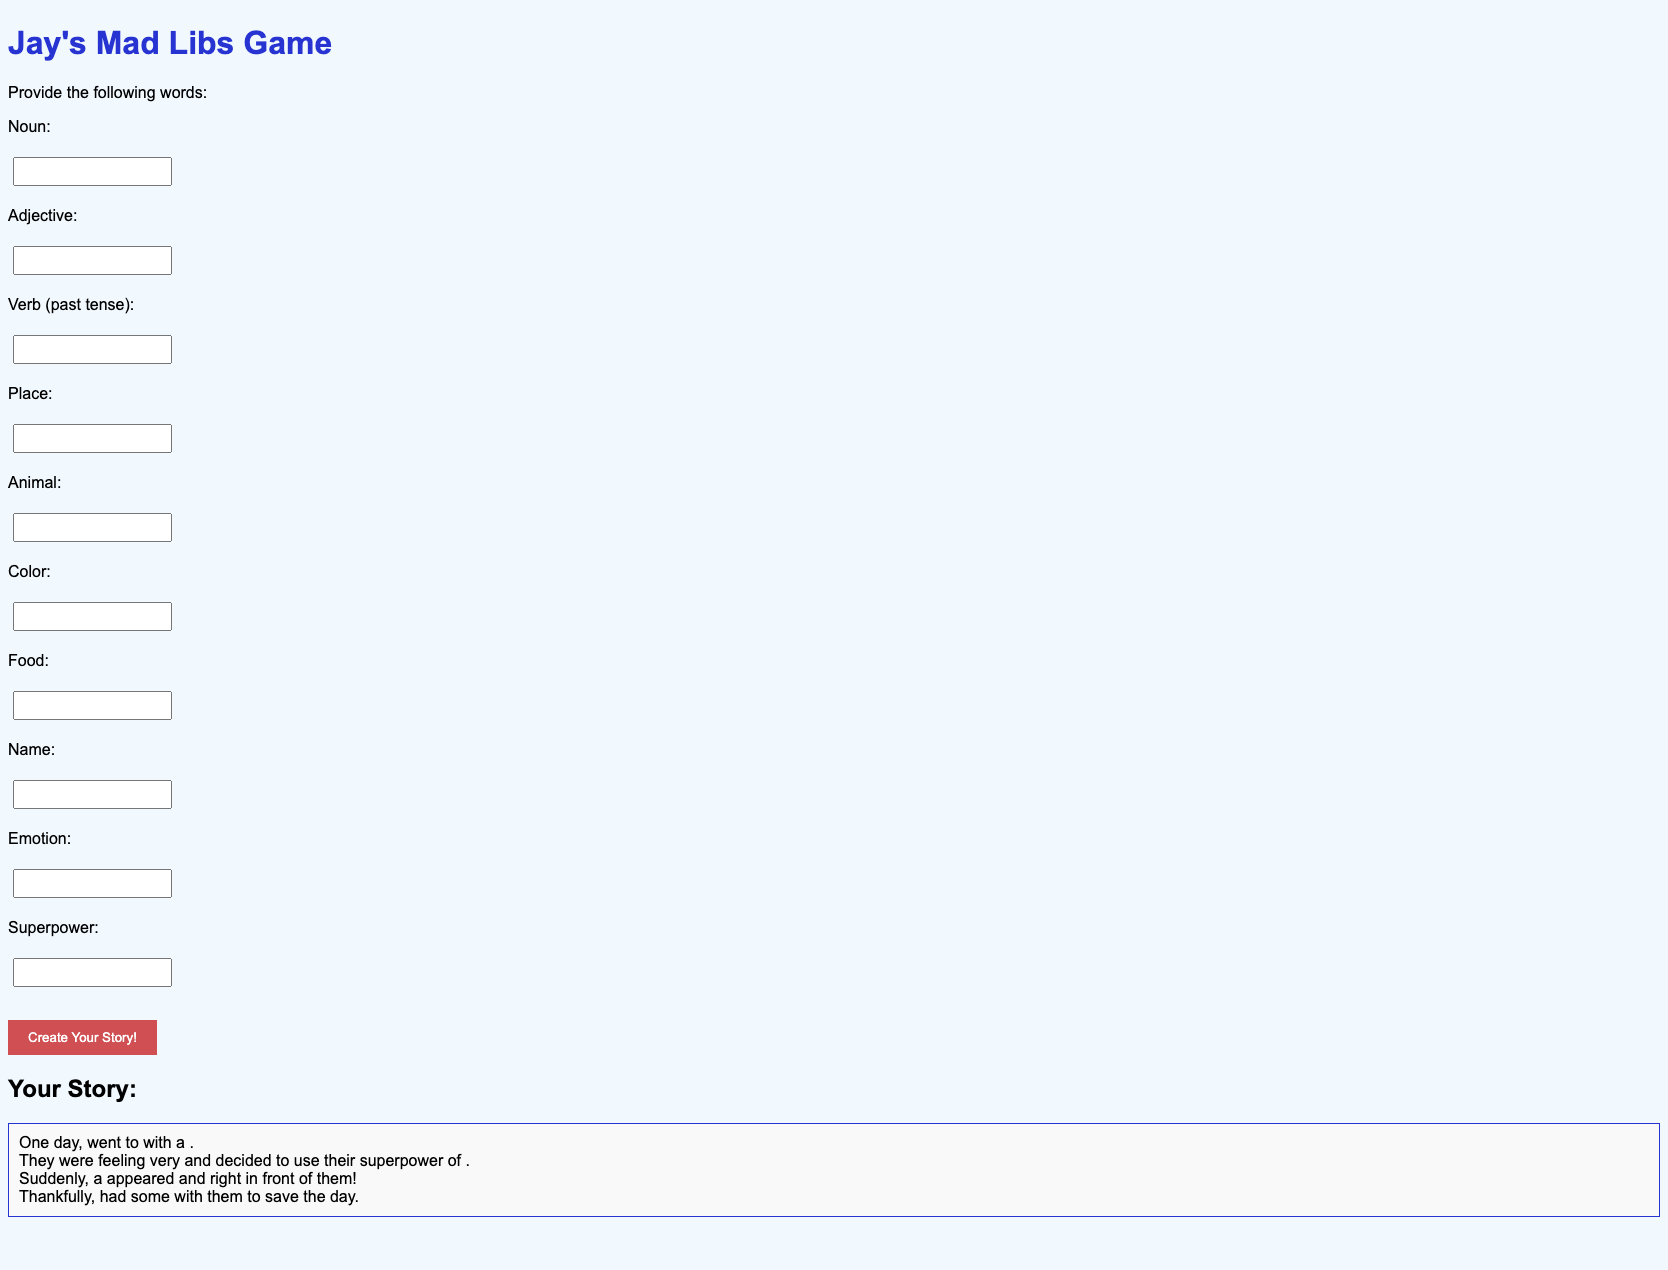 Jay's Mad Libs Game
Provide the following words:
Noun:
Adjective:
Verb (past tense):
Place:
Animal:
Color:
Food:
Name:
Emotion:
Superpower:
Create Your Story!
Your Story:
One day, went to with a .
They were feeling very and decided to use their superpower of .
Suddenly, a appeared and right in front of them!
Thankfully, had some with them to save the day.